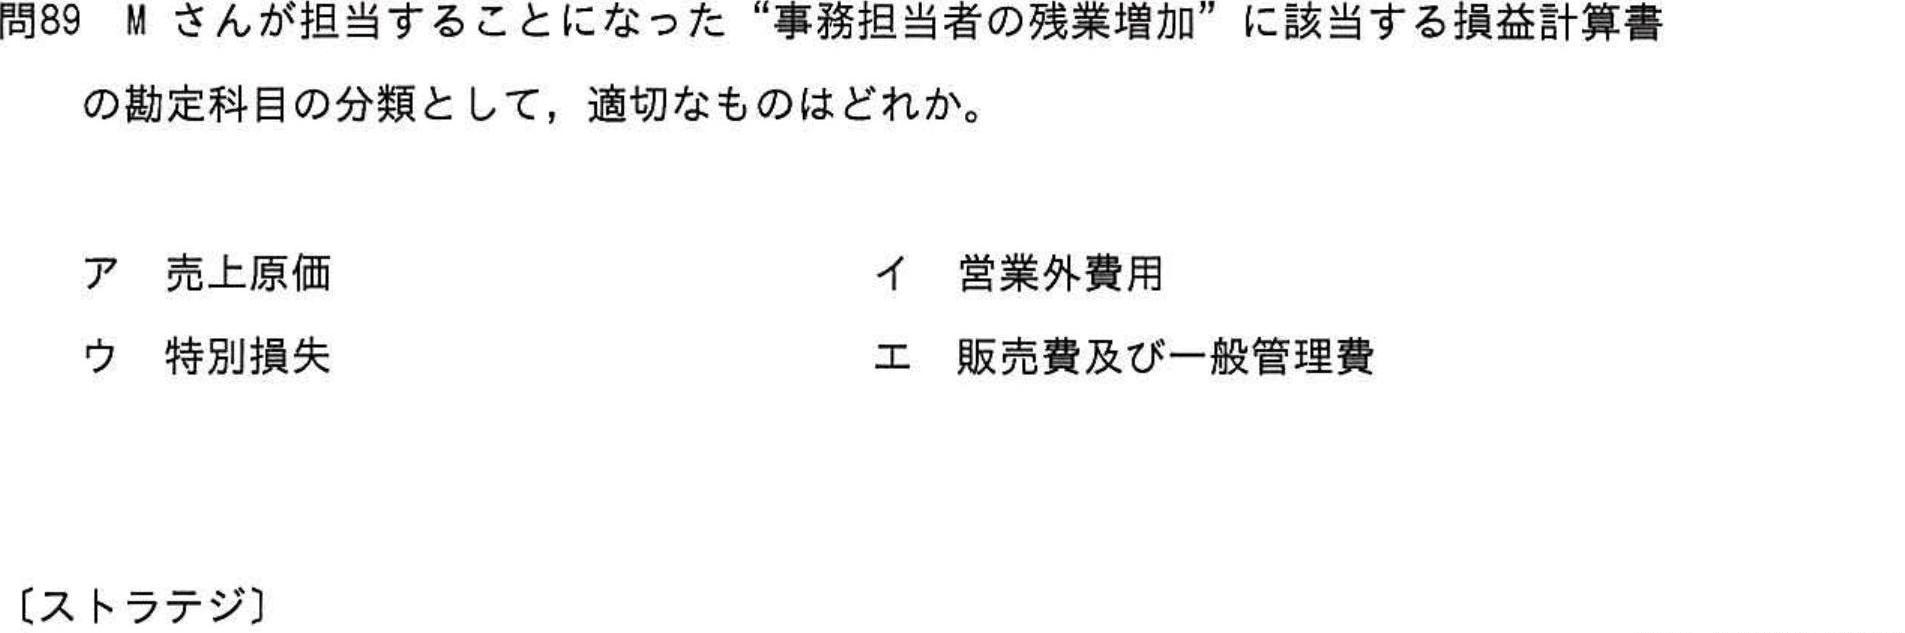 問89　M さんが担当することになった“事務担当者の残業増加”に該当する損益計算書
の勘定科目の分類として，適切なものはどれか。
ア　売上原価　イ　営業外費用
ウ　特別損失　エ　販売費及び一般管理費
〔ストラテジ〕